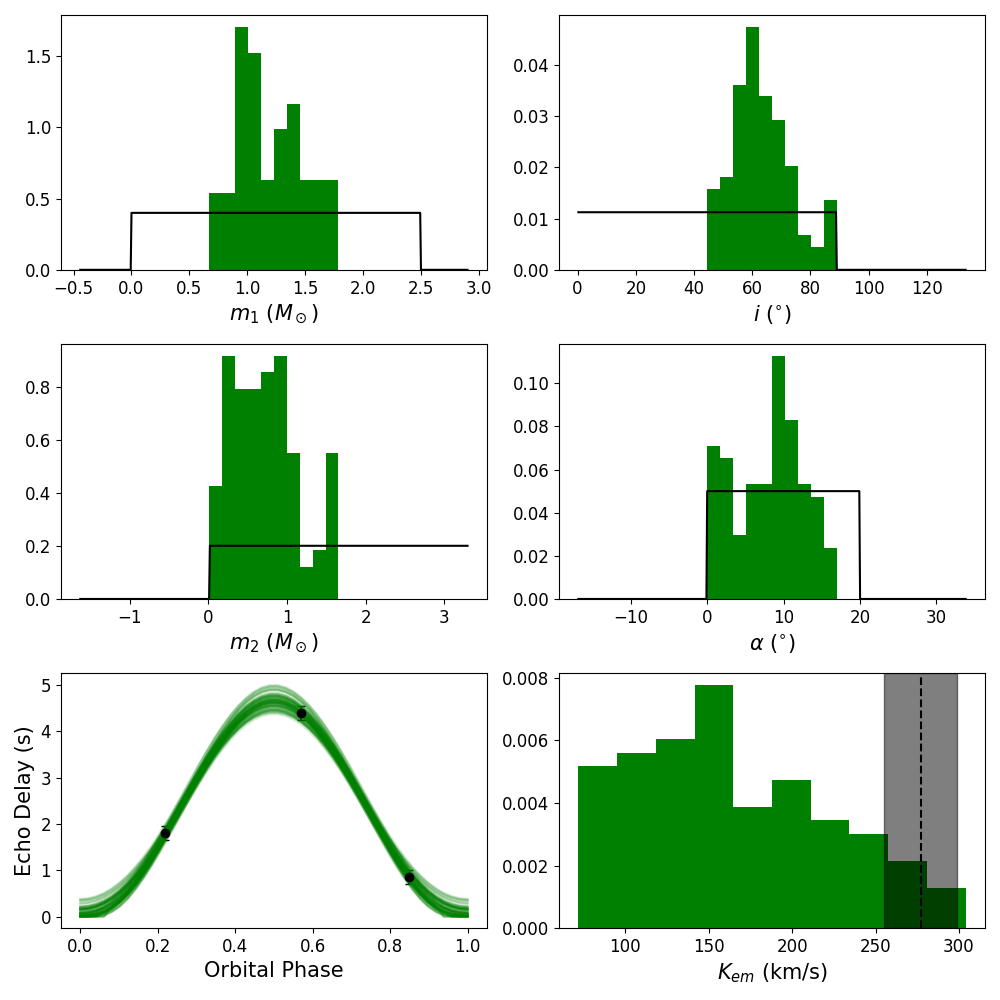 1.5
1.0
0.5
0.0
−0.5 0.0 0.5 1.0 1.5 2.0 2.5 3.0
m₁ (M⊙)
0.04
0.03
0.02
0.01
0.00
0 20 40 60 80 100 120
i (°)
0.8
0.6
0.4
0.2
0.0
−1 0 1 2 3
m₂ (M⊙)
0.10
0.08
0.06
0.04
0.02
0.00
−10 0 10 20 30
α (°)
Echo Delay (s)
5
4
3
2
1
0
0.0 0.2 0.4 0.6 0.8 1.0
Orbital Phase
0.008
0.006
0.004
0.002
0.000
100 150 200 250 300
Kₑₘ (km/s)